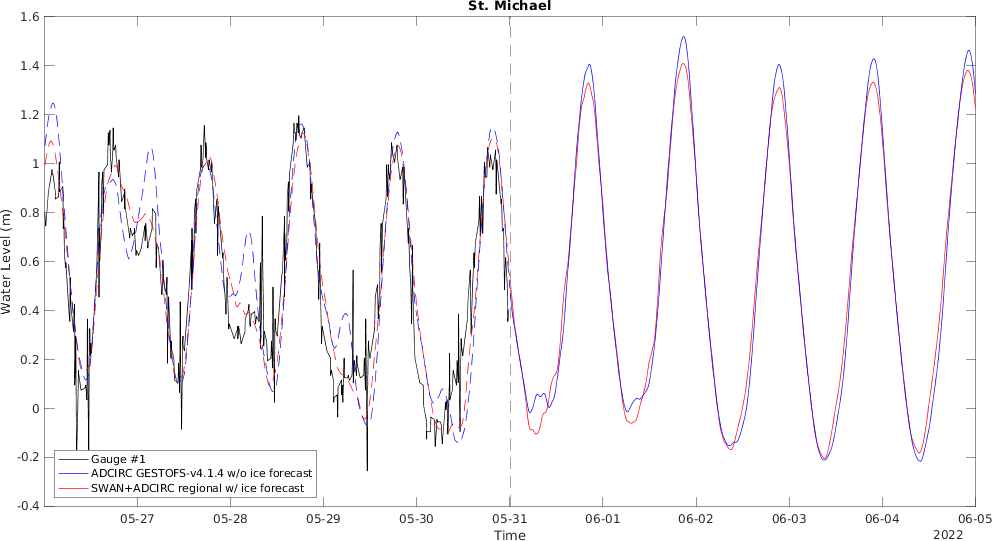 St. Michael
1.6
1.4
1.2
1
0.8
0.6
0.4
0.2
0
-0.2
-0.4
Water Level (m)
Gauge #1
ADCIRC GESTOFS-v4.1.4 w/o ice forecast
SWAN+ADCIRC regional w/ ice forecast
05-27 05-28 05-29 05-30 05-31 06-01 06-02 06-03 06-04 06-05
Time
2022